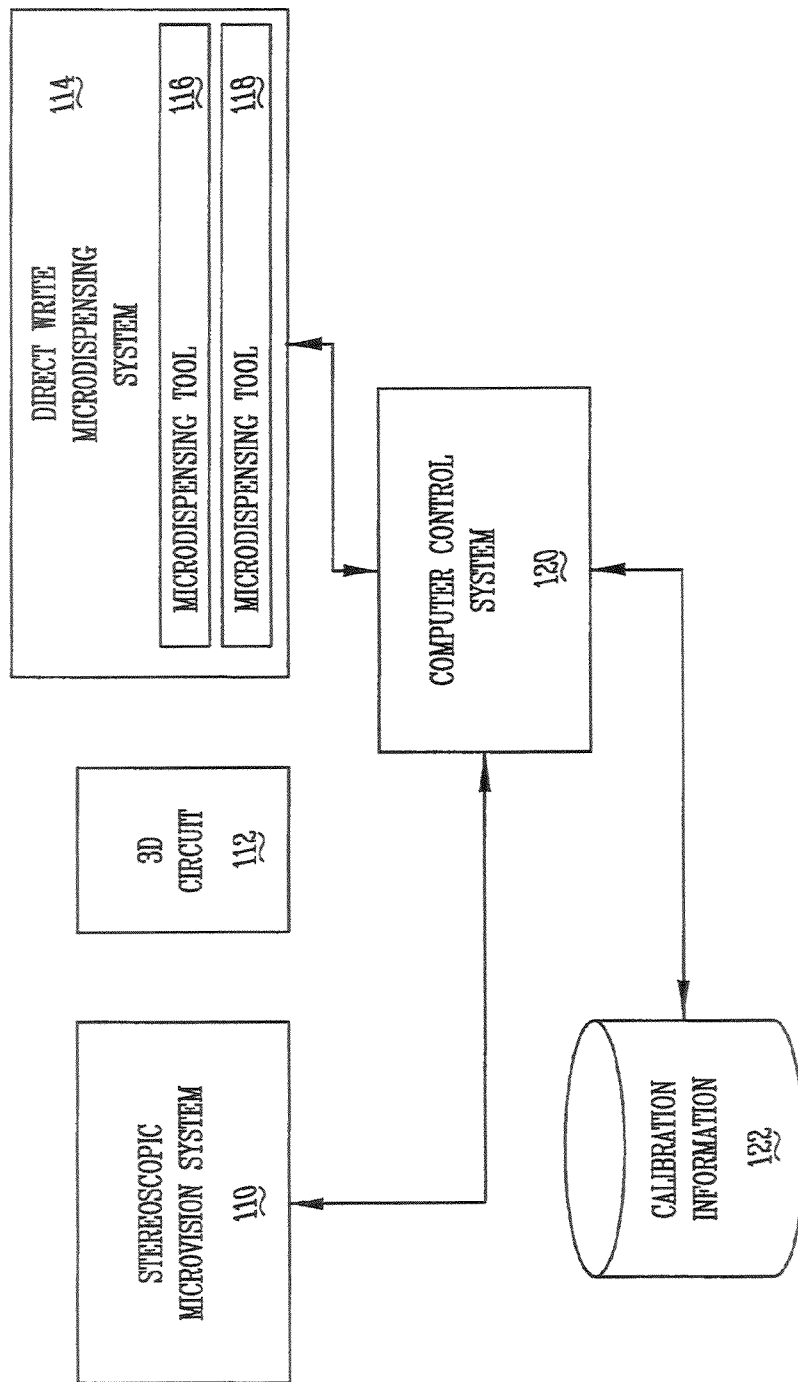 STEREOSCOPIC
MICROVISION SYSTEM
110
3D
CIRCUIT
112
DIRECT WRITE
MICRODISPENSING
SYSTEM
114
MICRODISPENSING TOOL 116
MICRODISPENSING TOOL 118
COMPUTER CONTROL
SYSTEM
120
CALIBRATION
INFORMATION
122